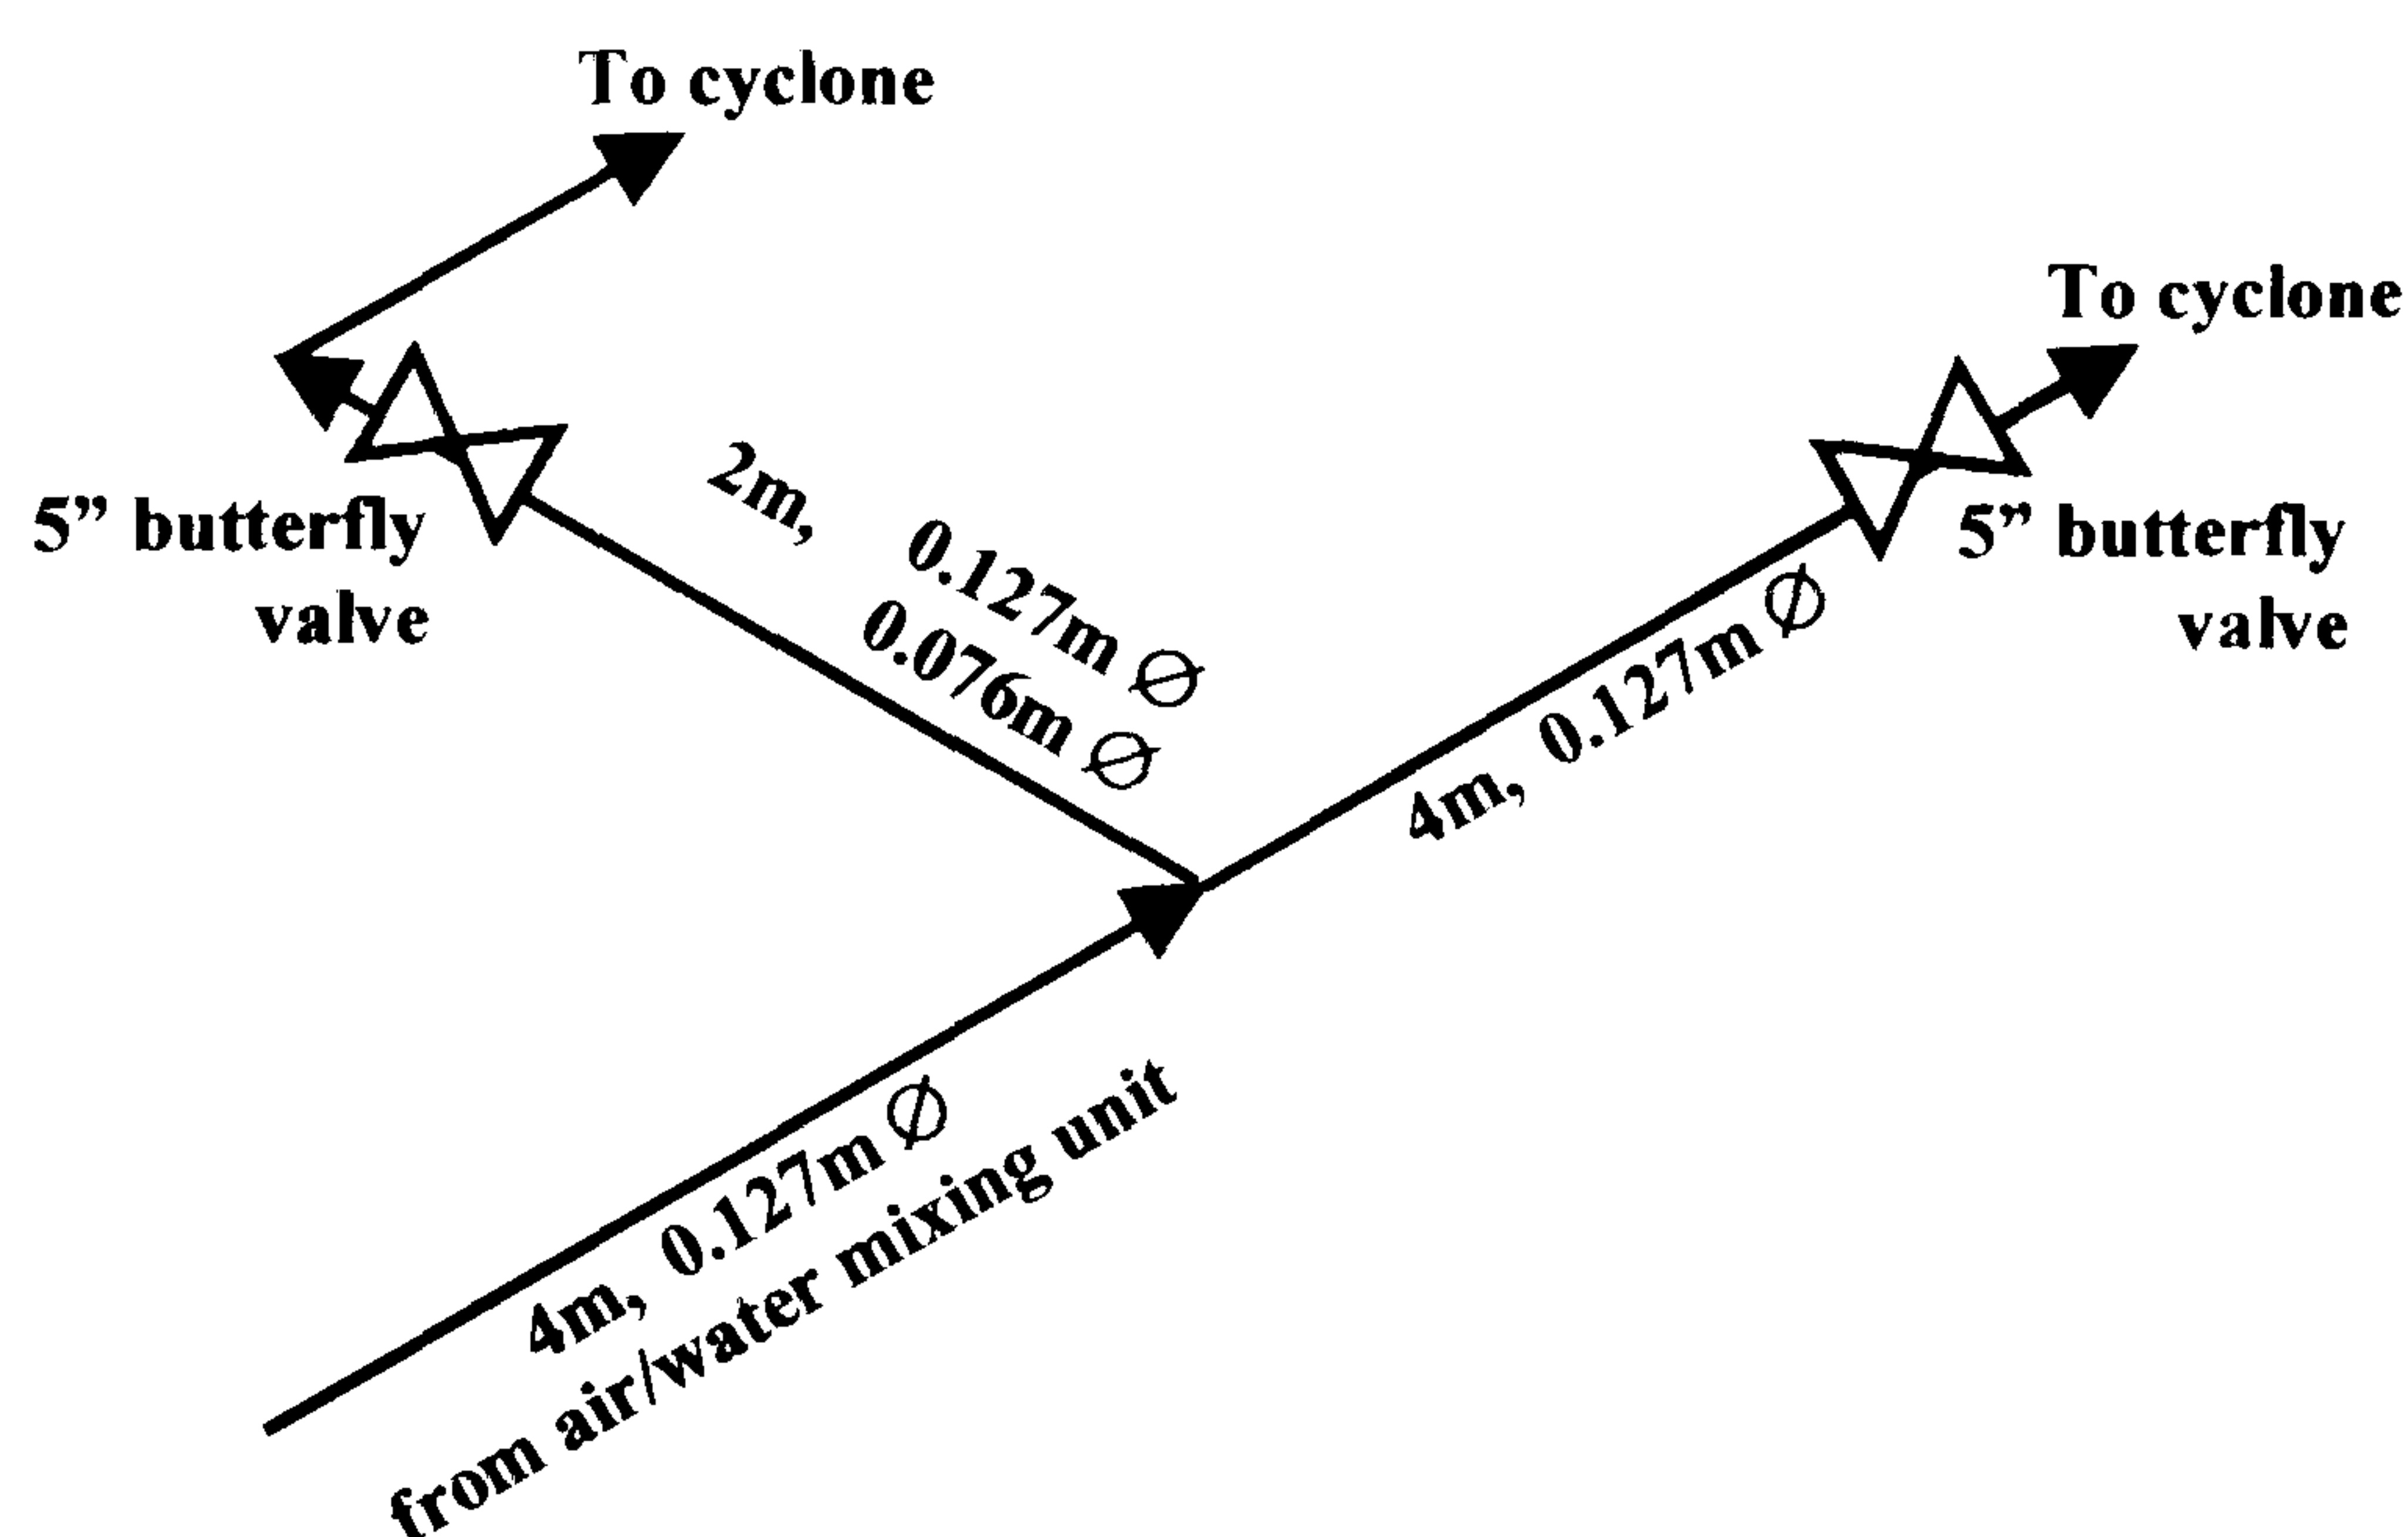 To cyclone
To cyclone
5” butterfly
valve
2m,
0.127m Ø
0.076m Ø
5” butterfly
valve
4m, 0.127m Ø
4m, 0.127m Ø
from air/water mixing unit